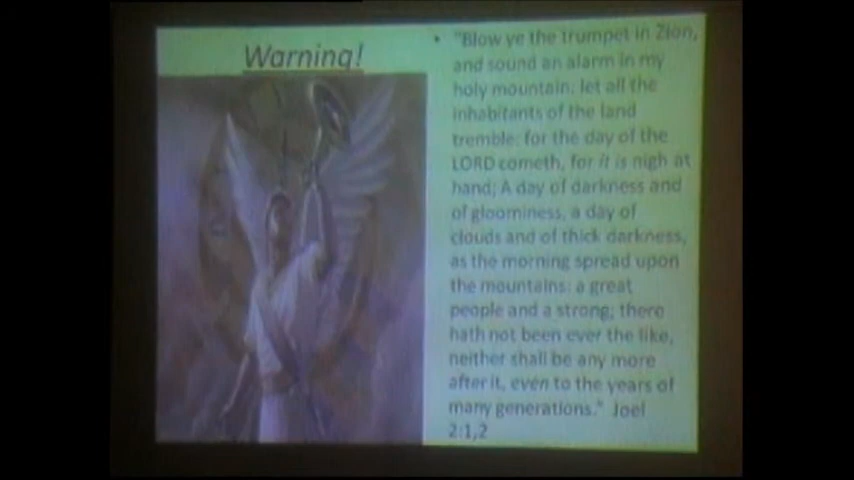 Warning!
• "Blow ye the trumpet in Zion,
and sound an alarm in my
holy mountain: let all the
inhabitants of the land
tremble: for the day of the
LORD cometh, for it is nigh at
hand; A day of darkness and
of gloominess, a day of
clouds and of thick darkness,
as the morning spread upon
the mountains: a great
people and a strong; there
hath not been ever the like,
neither shall be any more
after it, even to the years of
many generations." Joel
2:1,2